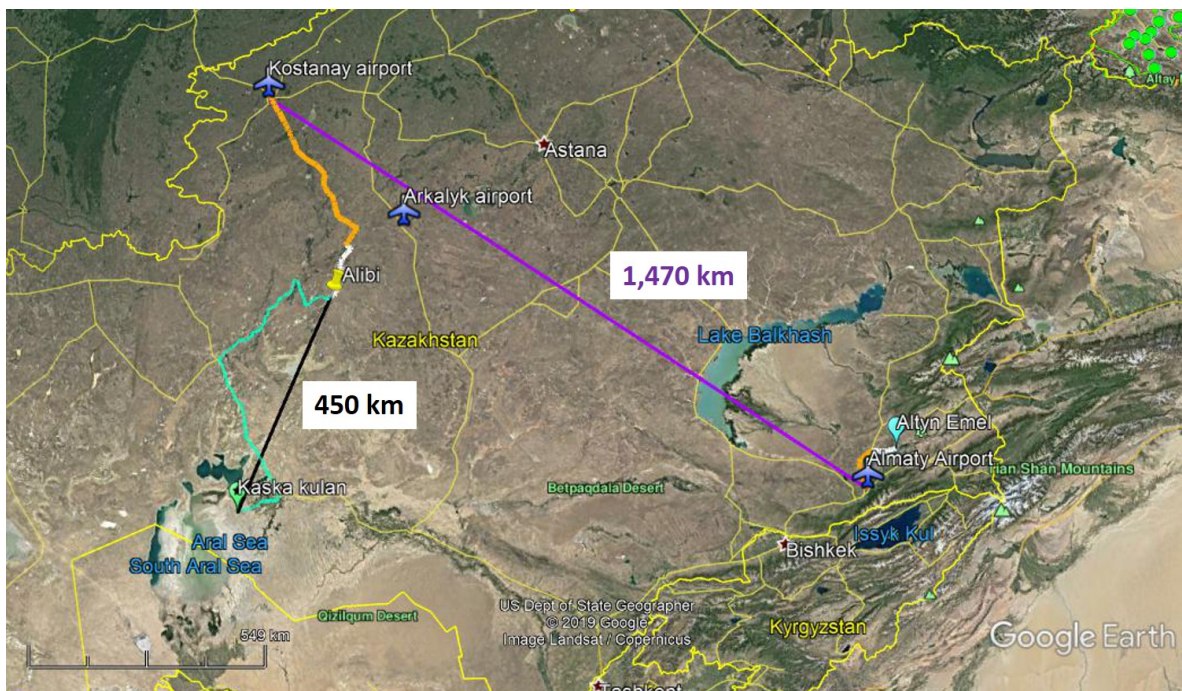 Kostanay airport
Altay
Astana
Arkalyk airport
Alibi
1,470 km
Lake Balkhash
Kazakhstan
450 km
Altyn Emel
Almaty Airport
rian Shan Mountains
Kaska kulan
Betpaqdala Desert
Aral Sea
South Aral Sea
Issyk Kul
Bishkek
US Dept of State Geographer
© 2019 Google
Image Landsat / Copernicus
Qizilqum Desert
Kyrgyzstan
549 km
Google Earth
Tashkent